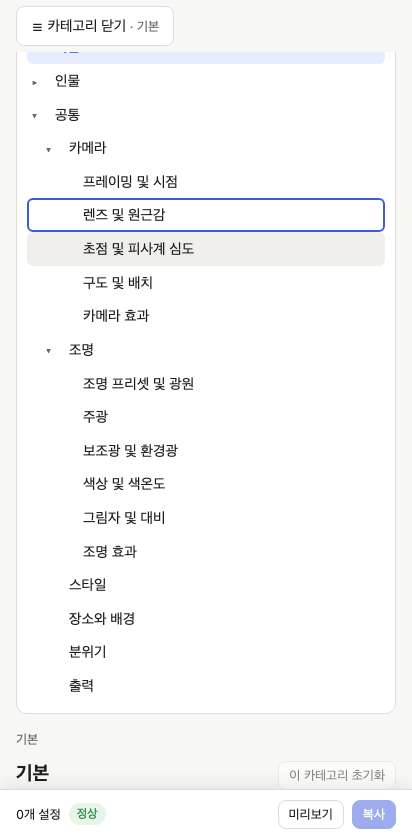 ≡ 카테고리 닫기 · 기본
▸ 인물
▾ 공통
▾ 카메라
프레이밍 및 시점
렌즈 및 원근감
초점 및 피사계 심도
구도 및 배치
카메라 효과
▾ 조명
조명 프리셋 및 광원
주광
보조광 및 환경광
색상 및 색온도
그림자 및 대비
조명 효과
스타일
장소와 배경
분위기
출력
기본
기본 이 카테고리 초기화
0개 설정 정상 미리보기 복사